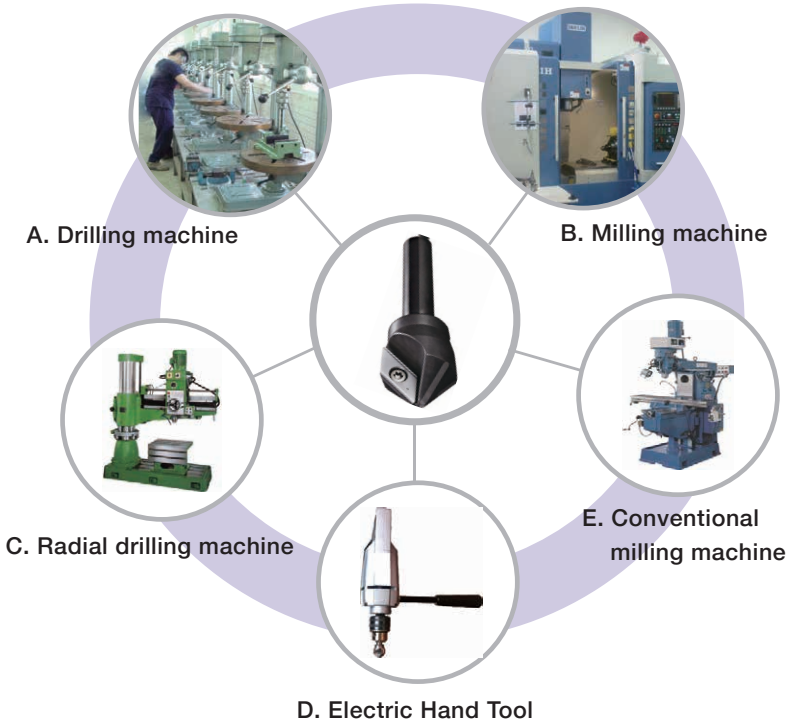 A. Drilling machine
B. Milling machine
C. Radial drilling machine
E. Conventional
milling machine
D. Electric Hand Tool